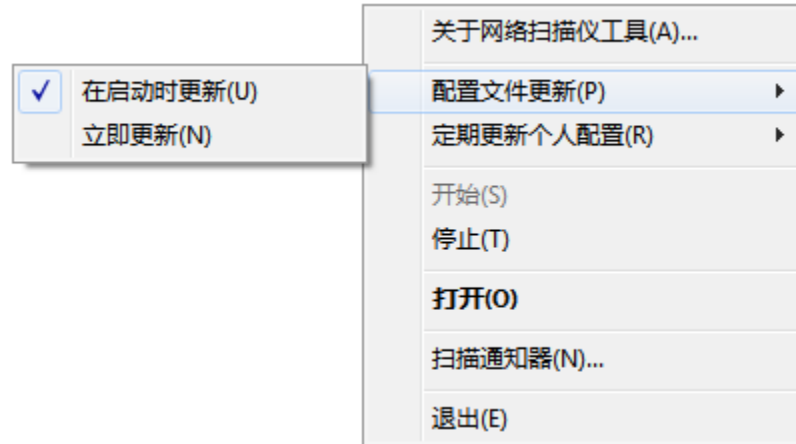 关于网络扫描仪工具(A)...
配置文件更新(P)
在启动时更新(U)
立即更新(N)
定期更新个人配置(R)
开始(S)
停止(T)
打开(O)
扫描通知器(N)...
退出(E)